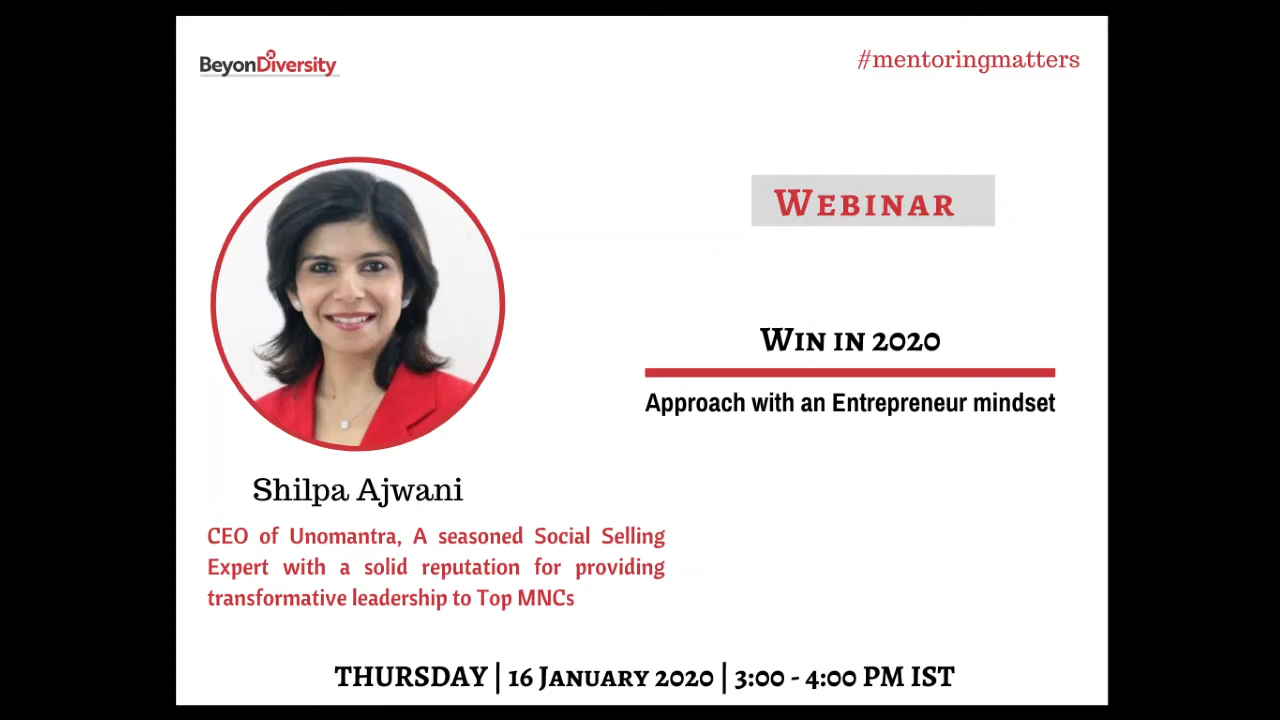 BeyonDiversity
#mentoringmatters
WEBINAR
WIN IN 2020
Approach with an Entrepreneur mindset
Shilpa Ajwani
CEO of Unomantra, A seasoned Social Selling
Expert with a solid reputation for providing
transformative leadership to Top MNCs
THURSDAY | 16 JANUARY 2020 | 3:00 - 4:00 PM IST